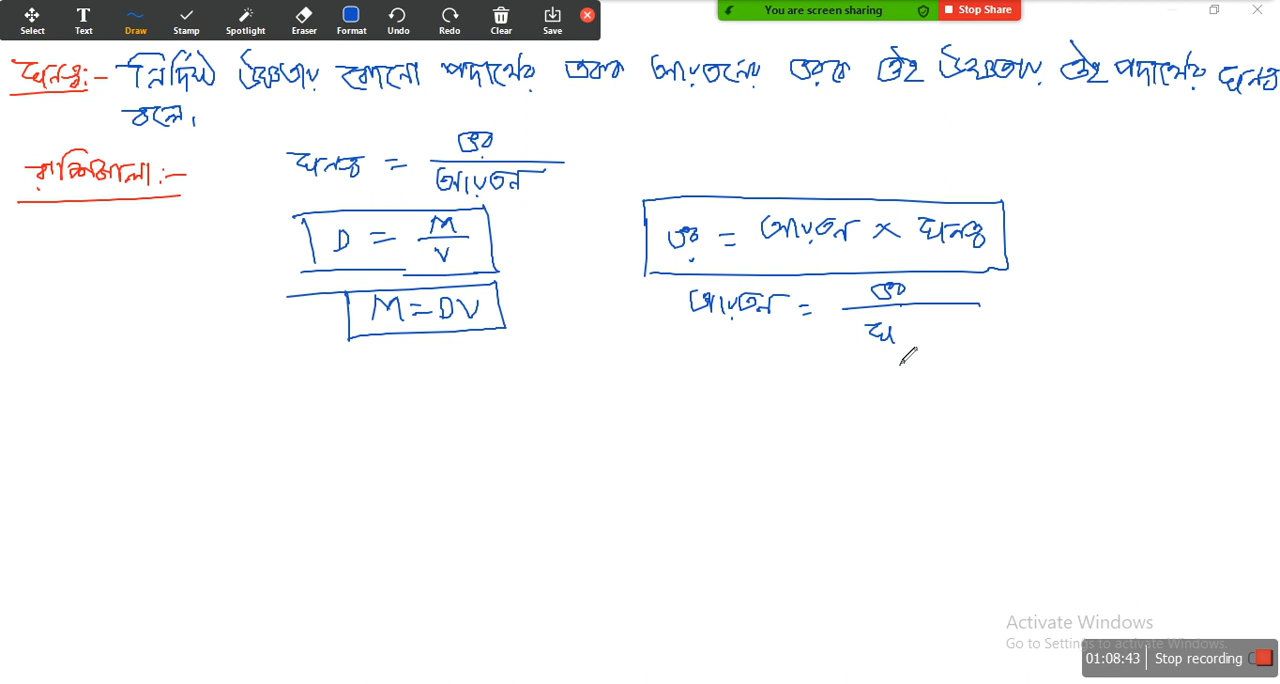 Select Text Draw Stamp Spotlight Eraser Format Undo Redo Clear Save
You are screen sharing Stop Share
ঘনত্ব:- নির্দিষ্ট উষ্ণতায় কোনো পদার্থের একক আয়তনের ভরকে ঐ উষ্ণতায় ঐ পদার্থের ঘনত্ব
বলে।
রাশিমালা:-
ঘনত্ব = ভর / আয়তন
D = M / V
ভর = আয়তন × ঘনত্ব
M = DV
আয়তন = ভর / ঘ
Activate Windows
Go to Settings to activate Windows.
01:08:43 Stop recording